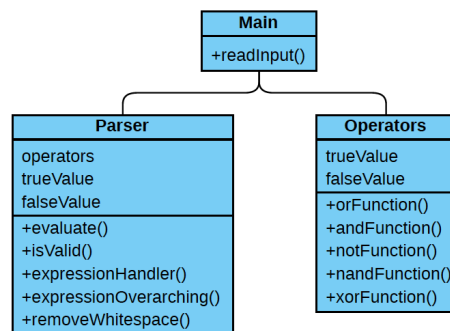 Main
+readInput()
Parser
operators
trueValue
falseValue
+evaluate()
+isValid()
+expressionHandler()
+expressionOverarching()
+removeWhitespace()
Operators
trueValue
falseValue
+orFunction()
+andFunction()
+notFunction()
+nandFunction()
+xorFunction()